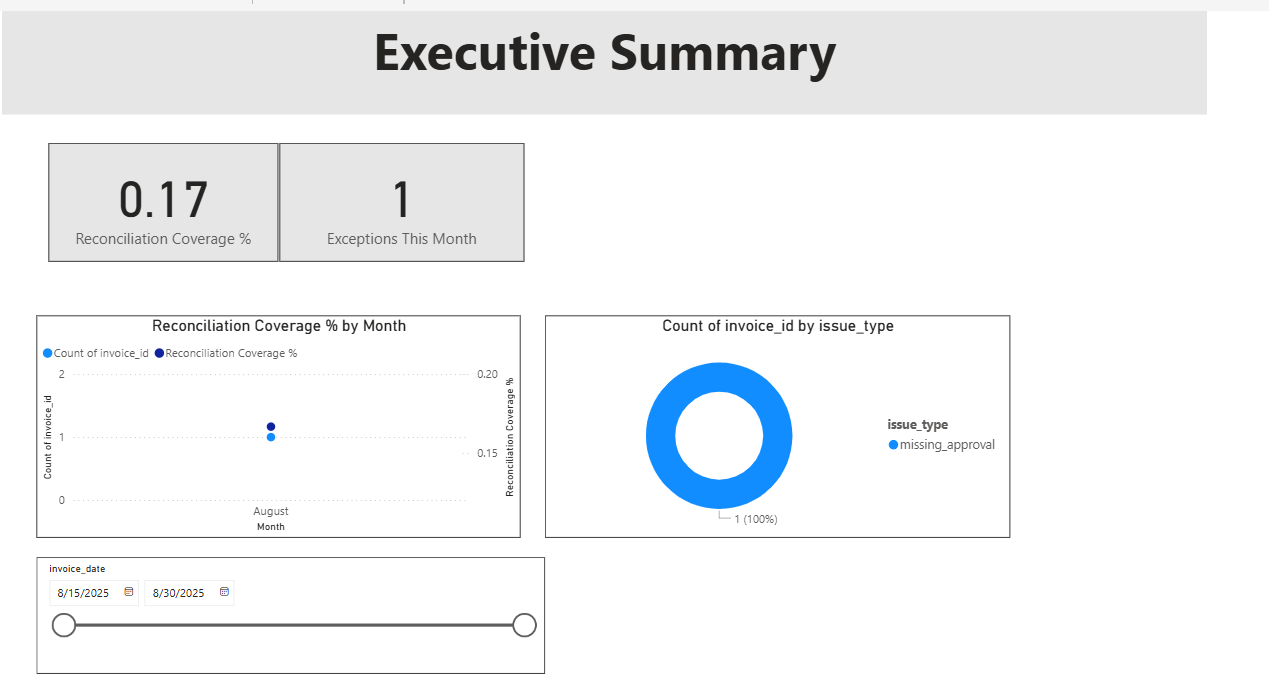 Executive Summary
0.17
Reconciliation Coverage %
1
Exceptions This Month
Reconciliation Coverage % by Month
Count of invoice_id Reconciliation Coverage %
2
1
0
Count of invoice_id
0.20
0.15
Reconciliation Coverage %
August
Month
Count of invoice_id by issue_type
issue_type
missing_approval
1 (100%)
invoice_date
8/15/2025 8/30/2025